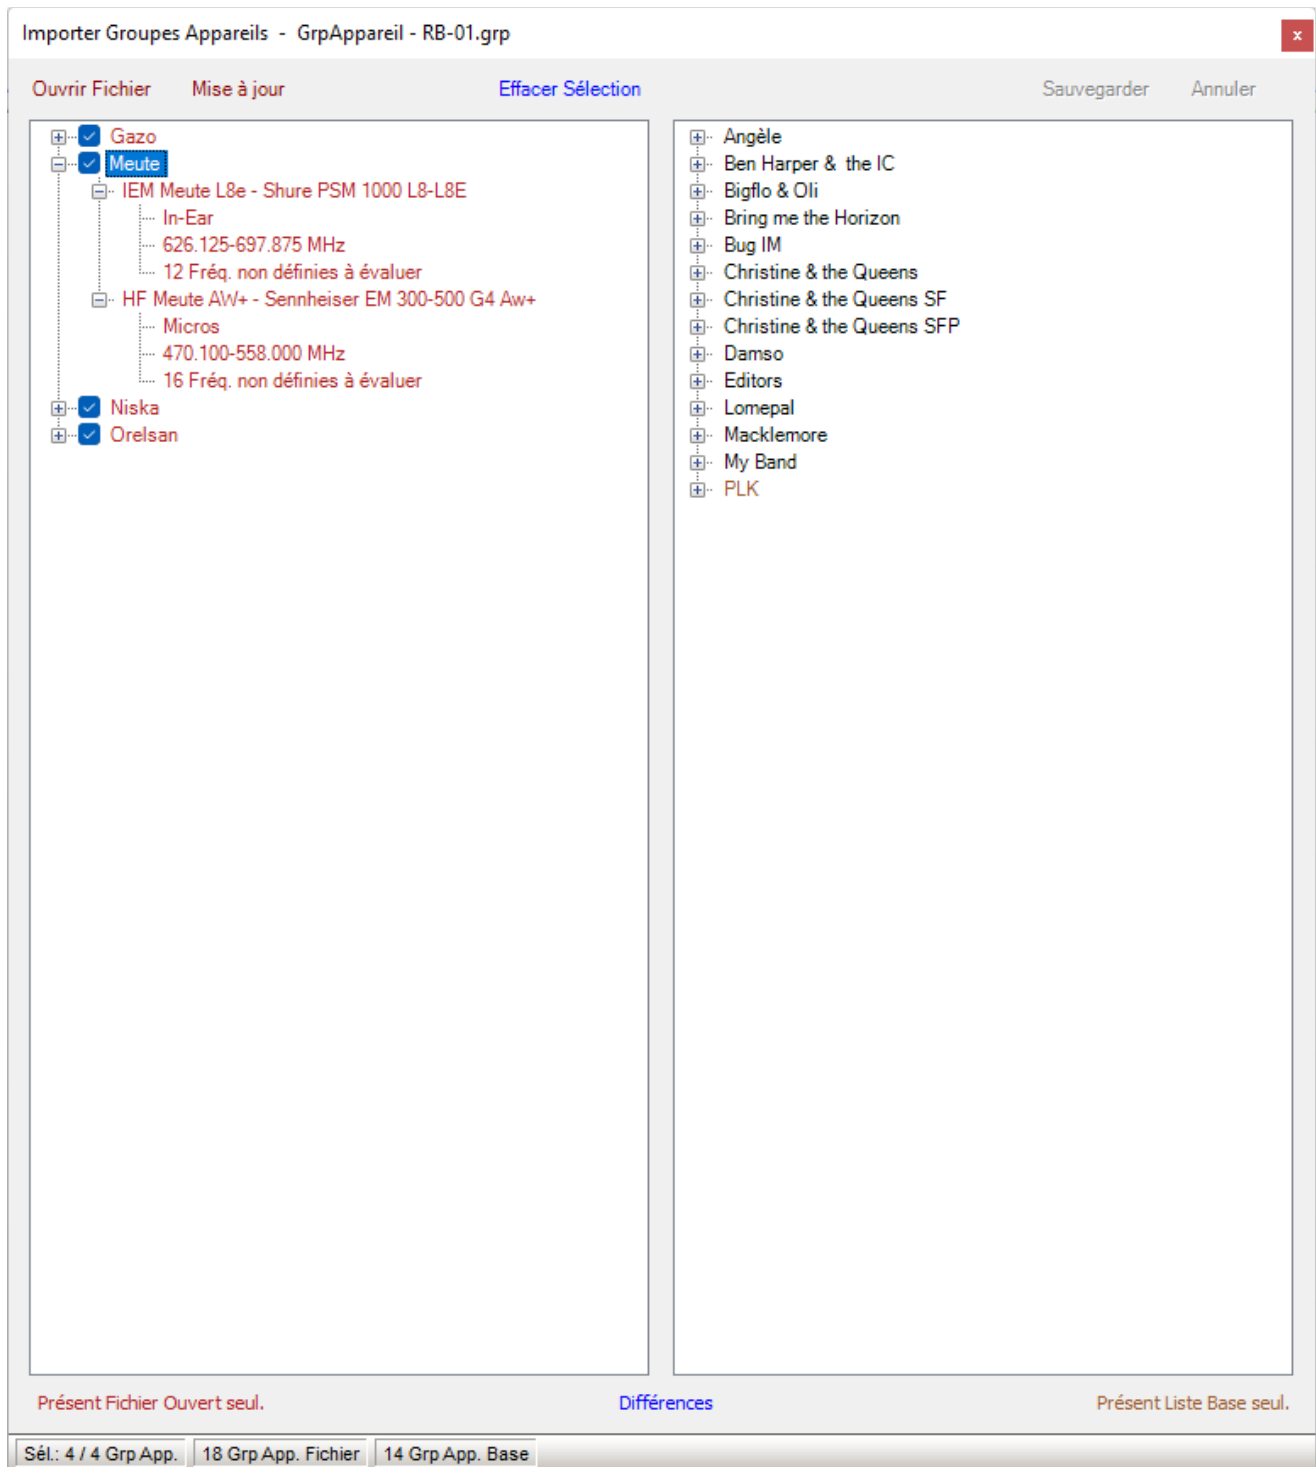 Importer Groupes Appareils  -  GrpAppareil - RB-01.grp
x
Ouvrir Fichier
Mise à jour
Effacer Sélection
Sauvegarder
Annuler
Gazo
Meute
IEM Meute L8e - Shure PSM 1000 L8-L8E
In-Ear
626.125-697.875 MHz
12 Fréq. non définies à évaluer
HF Meute AW+ - Sennheiser EM 300-500 G4 Aw+
Micros
470.100-558.000 MHz
16 Fréq. non définies à évaluer
Niska
Orelsan
Angèle
Ben Harper &  the IC
Bigflo & Oli
Bring me the Horizon
Bug IM
Christine & the Queens
Christine & the Queens SF
Christine & the Queens SFP
Damso
Editors
Lomepal
Macklemore
My Band
PLK
Présent Fichier Ouvert seul.
Différences
Présent Liste Base seul.
Sél.: 4 / 4 Grp App.
18 Grp App. Fichier
14 Grp App. Base